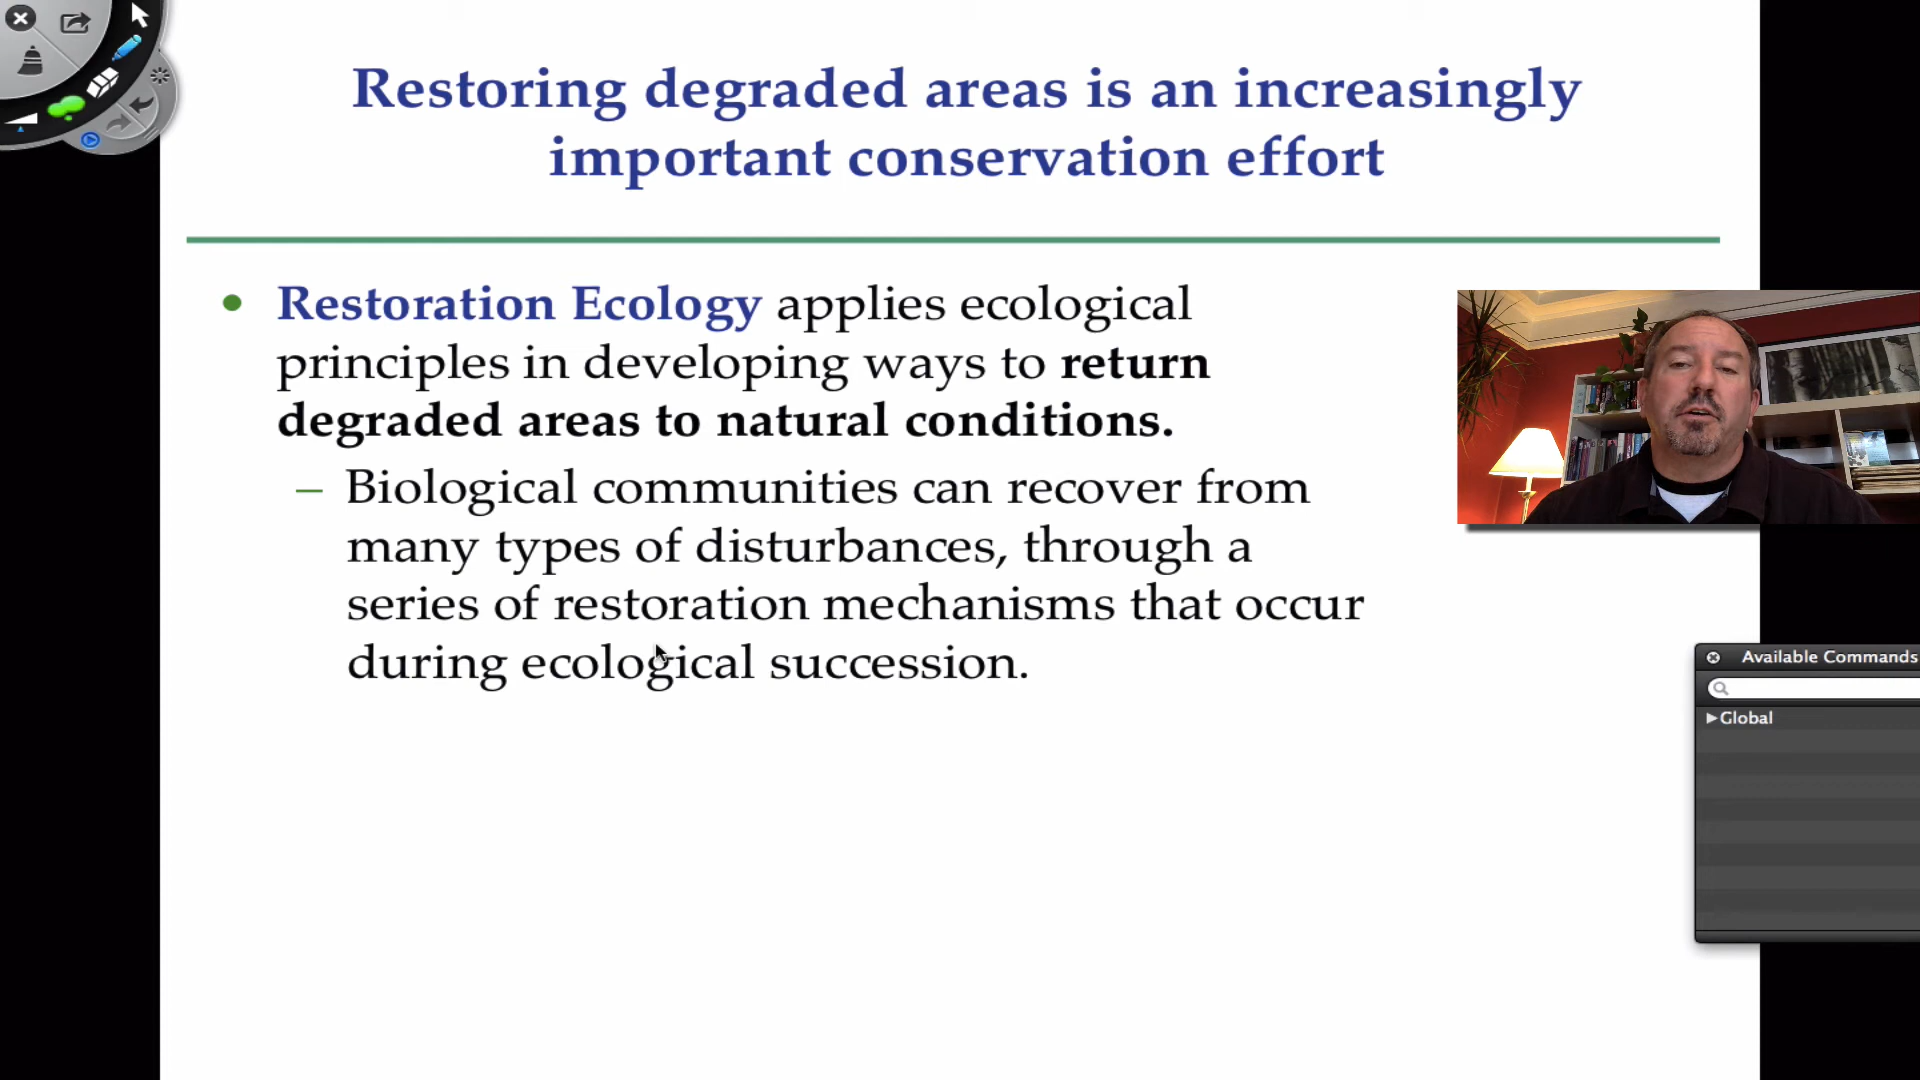 Restoring degraded areas is an increasingly
important conservation effort
• Restoration Ecology applies ecological
principles in developing ways to return
degraded areas to natural conditions.
– Biological communities can recover from
many types of disturbances, through a
series of restoration mechanisms that occur
during ecological succession.
Available Commands
Global